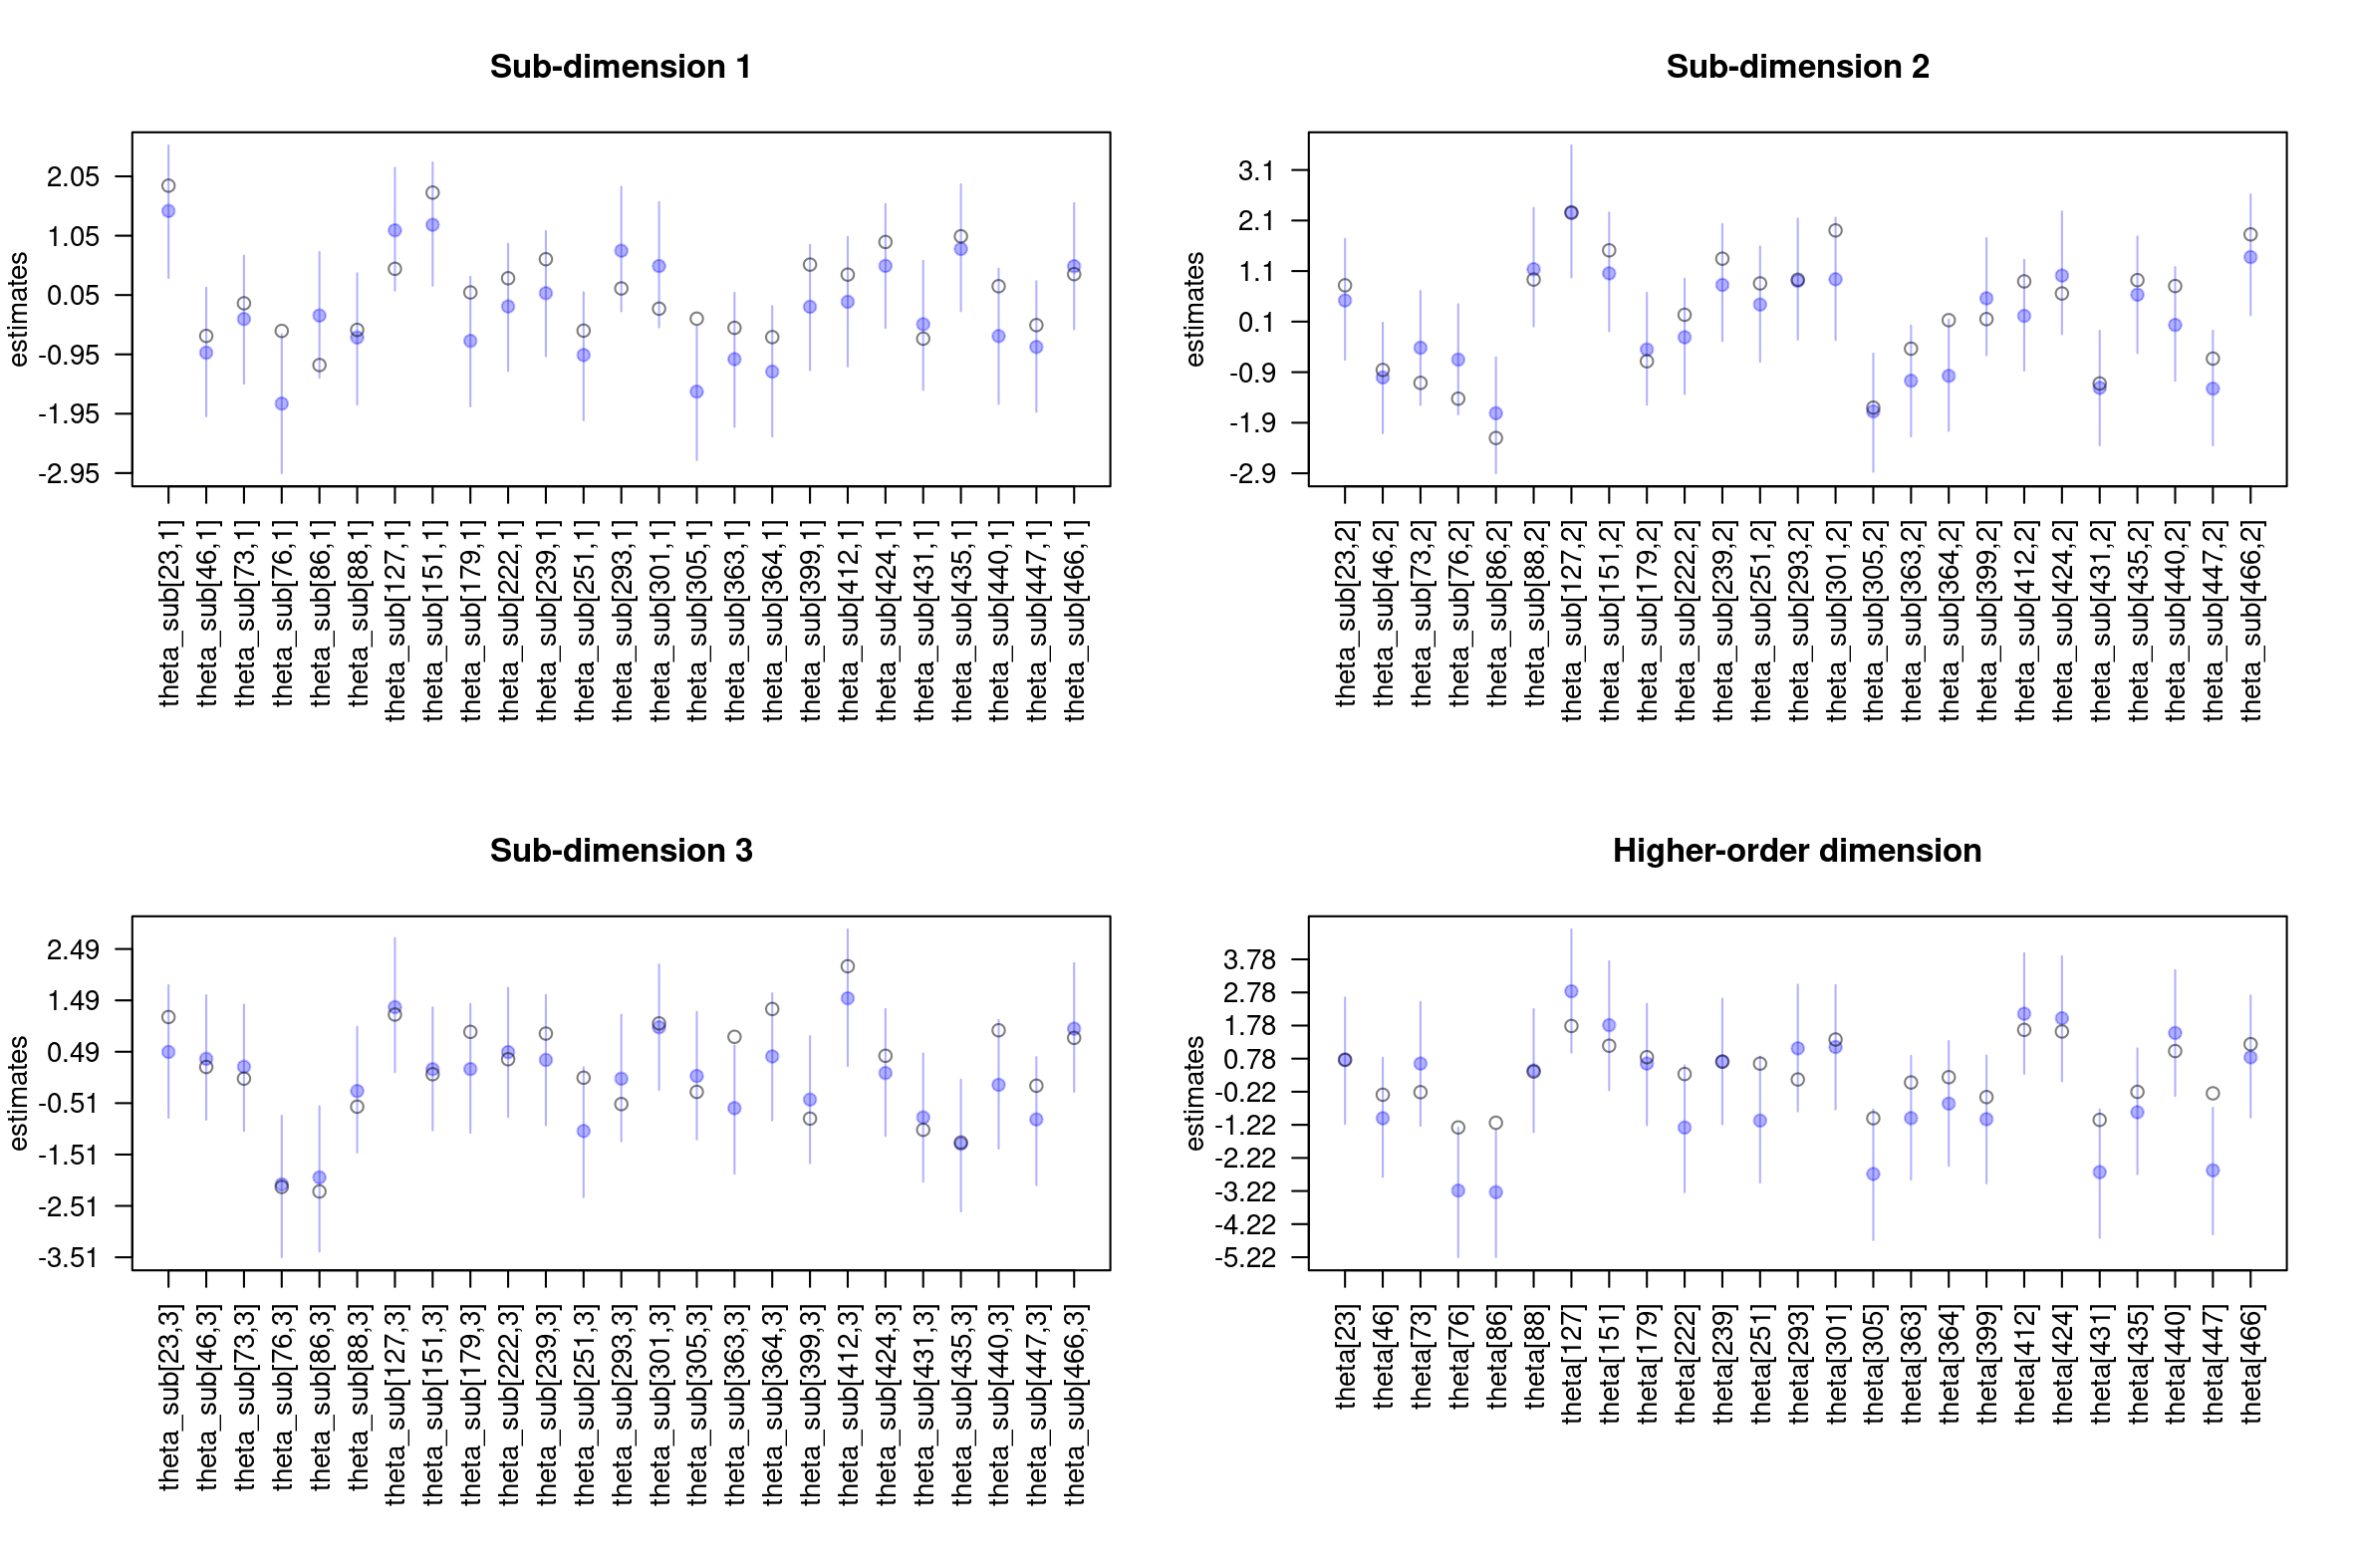 Sub-dimension 1
estimates
2.05
1.05
0.05
-0.95
-1.95
-2.95
theta_sub[23,1]
theta_sub[46,1]
theta_sub[73,1]
theta_sub[76,1]
theta_sub[86,1]
theta_sub[88,1]
theta_sub[127,1]
theta_sub[151,1]
theta_sub[179,1]
theta_sub[222,1]
theta_sub[239,1]
theta_sub[251,1]
theta_sub[293,1]
theta_sub[301,1]
theta_sub[305,1]
theta_sub[363,1]
theta_sub[364,1]
theta_sub[399,1]
theta_sub[412,1]
theta_sub[424,1]
theta_sub[431,1]
theta_sub[435,1]
theta_sub[440,1]
theta_sub[447,1]
theta_sub[466,1]
Sub-dimension 2
estimates
3.1
2.1
1.1
0.1
-0.9
-1.9
-2.9
theta_sub[23,2]
theta_sub[46,2]
theta_sub[73,2]
theta_sub[76,2]
theta_sub[86,2]
theta_sub[88,2]
theta_sub[127,2]
theta_sub[151,2]
theta_sub[179,2]
theta_sub[222,2]
theta_sub[239,2]
theta_sub[251,2]
theta_sub[293,2]
theta_sub[301,2]
theta_sub[305,2]
theta_sub[363,2]
theta_sub[364,2]
theta_sub[399,2]
theta_sub[412,2]
theta_sub[424,2]
theta_sub[431,2]
theta_sub[435,2]
theta_sub[440,2]
theta_sub[447,2]
theta_sub[466,2]
Sub-dimension 3
estimates
2.49
1.49
0.49
-0.51
-1.51
-2.51
-3.51
theta_sub[23,3]
theta_sub[46,3]
theta_sub[73,3]
theta_sub[76,3]
theta_sub[86,3]
theta_sub[88,3]
theta_sub[127,3]
theta_sub[151,3]
theta_sub[179,3]
theta_sub[222,3]
theta_sub[239,3]
theta_sub[251,3]
theta_sub[293,3]
theta_sub[301,3]
theta_sub[305,3]
theta_sub[363,3]
theta_sub[364,3]
theta_sub[399,3]
theta_sub[412,3]
theta_sub[424,3]
theta_sub[431,3]
theta_sub[435,3]
theta_sub[440,3]
theta_sub[447,3]
theta_sub[466,3]
Higher-order dimension
estimates
3.78
2.78
1.78
0.78
-0.22
-1.22
-2.22
-3.22
-4.22
-5.22
theta[23]
theta[46]
theta[73]
theta[76]
theta[86]
theta[88]
theta[127]
theta[151]
theta[179]
theta[222]
theta[239]
theta[251]
theta[293]
theta[301]
theta[305]
theta[363]
theta[364]
theta[399]
theta[412]
theta[424]
theta[431]
theta[435]
theta[440]
theta[447]
theta[466]